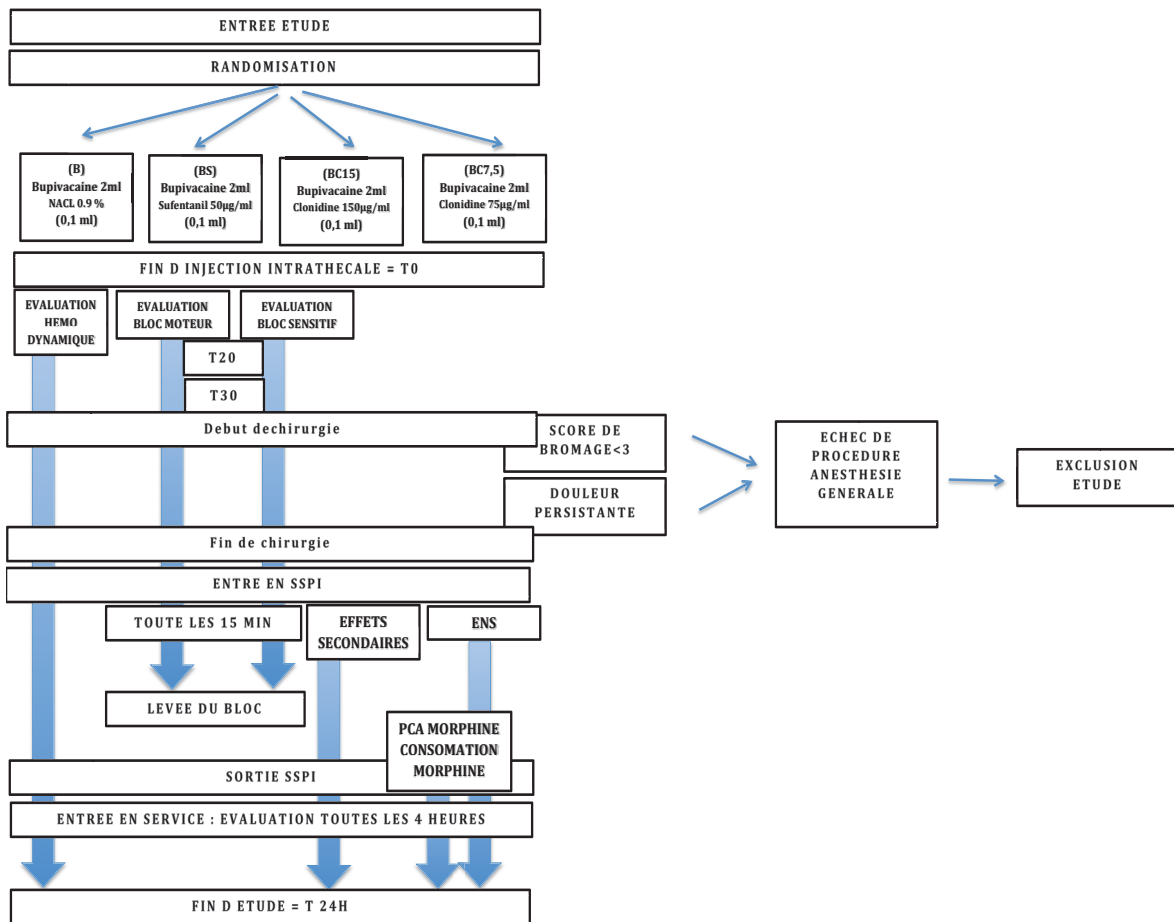 ENTREE ETUDE
RANDOMISATION
(B)
Bupivacaine 2ml
NACL 0.9 %
(0,1 ml)
(BS)
Bupivacaine 2ml
Sufentanil 50µg/ml
(0,1 ml)
(BC15)
Bupivacaine 2ml
Clonidine 150µg/ml
(0,1 ml)
(BC7,5)
Bupivacaine 2ml
Clonidine 75µg/ml
(0,1 ml)
FIN D INJECTION INTRATHECALE = T0
EVALUATION
HEMO
DYNAMIQUE
EVALUATION
BLOC MOTEUR
EVALUATION
BLOC SENSITIF
T20
T30
Debut dechirurgie
SCORE DE
BROMAGE<3
DOULEUR
PERSISTANTE
ECHEC DE
PROCEDURE
ANESTHESIE
GENERALE
EXCLUSION
ETUDE
Fin de chirurgie
ENTRE EN SSPI
TOUTE LES 15 MIN
EFFETS
SECONDAIRES
ENS
LEVEE DU BLOC
PCA MORPHINE
CONSOMATION
MORPHINE
SORTIE SSPI
ENTREE EN SERVICE : EVALUATION TOUTES LES 4 HEURES
FIN D ETUDE = T 24H